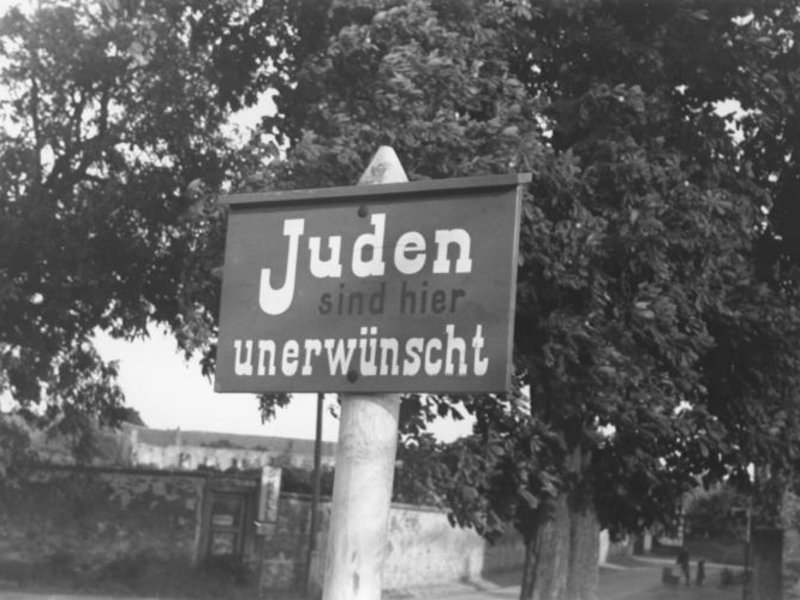 Juden
sind hier
unerwünscht